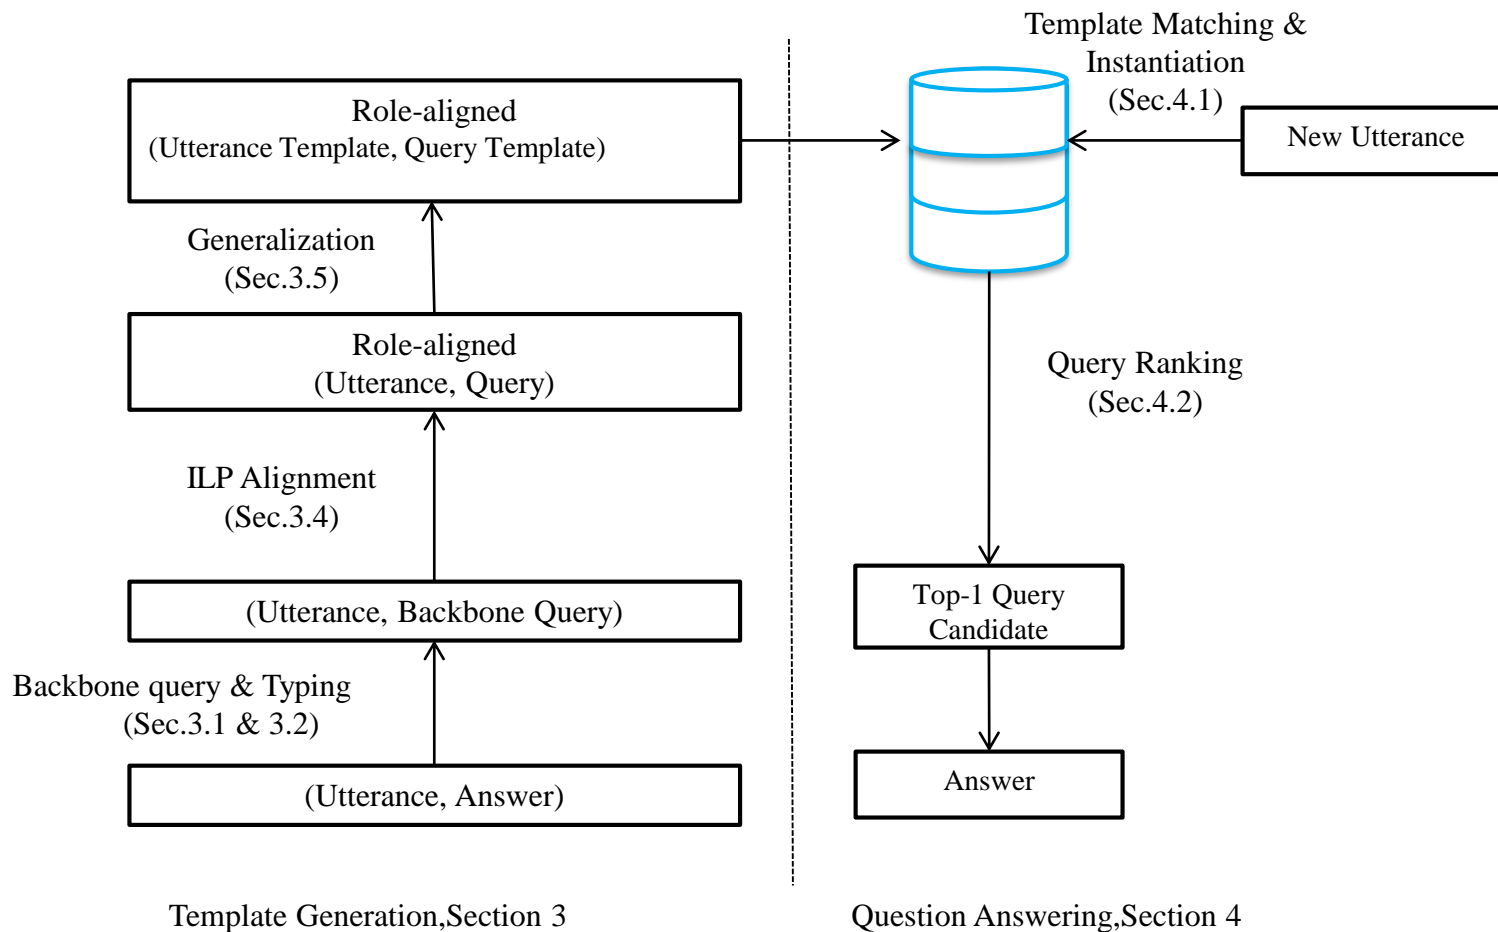 Role-aligned
(Utterance Template, Query Template)
Generalization
(Sec.3.5)
Role-aligned
(Utterance, Query)
ILP Alignment
(Sec.3.4)
(Utterance, Backbone Query)
Backbone query & Typing
(Sec.3.1 & 3.2)
(Utterance, Answer)
Template Generation,Section 3
Template Matching &
Instantiation
(Sec.4.1)
New Utterance
Query Ranking
(Sec.4.2)
Top-1 Query
Candidate
Answer
Question Answering,Section 4